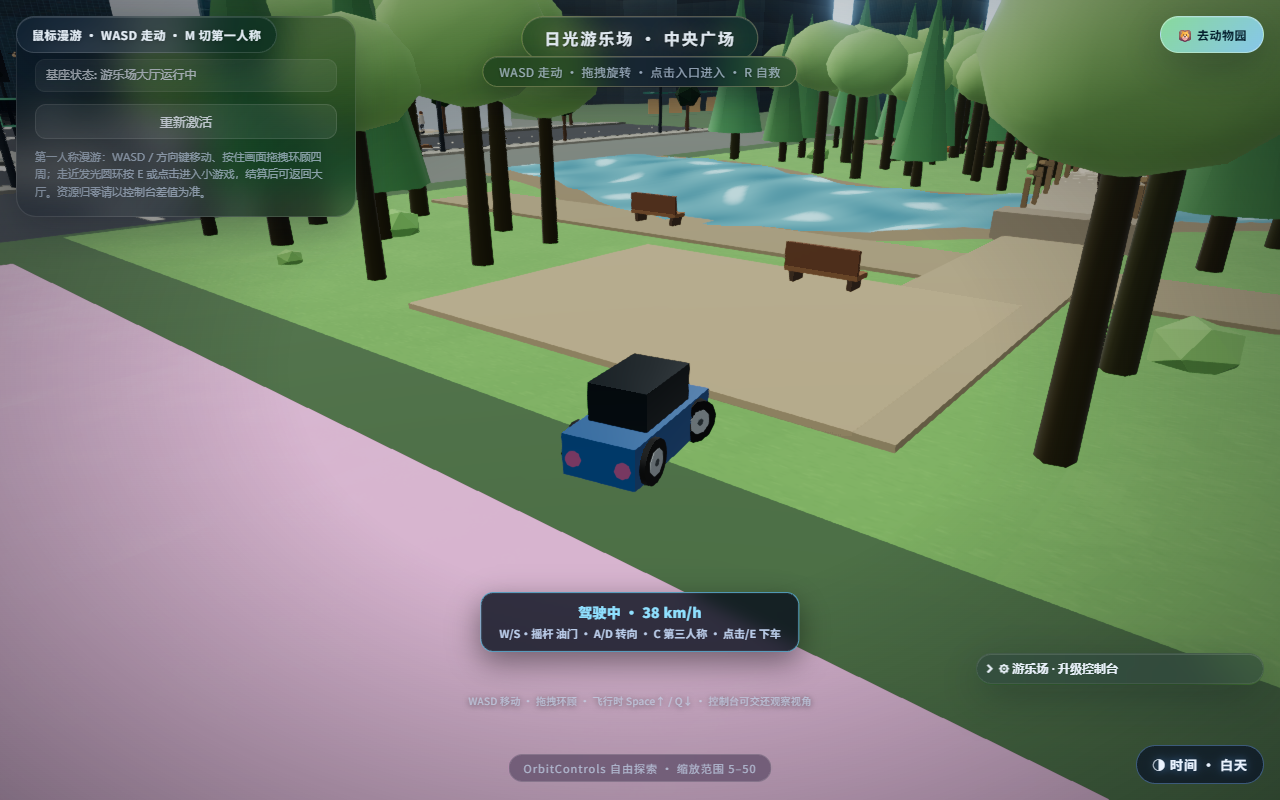 鼠标漫游 · WASD 走动 · M 切第一人称
基座状态: 游乐场大厅运行中
重新激活
第一人称漫游：WASD / 方向键移动、按住画面拖拽环顾四
周；走近发光圆环按 E 或点击进入小游戏，结算后可返回大
厅。资源归零请以控制台差值为准。
日光游乐场 · 中央广场
WASD 走动 · 拖拽旋转 · 点击入口进入 · R 自救
🦁 去动物园
驾驶中 · 38 km/h
W/S · 摇杆 油门 · A/D 转向 · C 第三人称 · 点击/E 下车
⚙ 游乐场 · 升级控制台
WASD 移动 · 拖拽环顾 · 飞行时 Space↑ / Q↓ · 控制台可交还观察视角
OrbitControls 自由探索 · 缩放范围 5–50
◑ 时间 · 白天